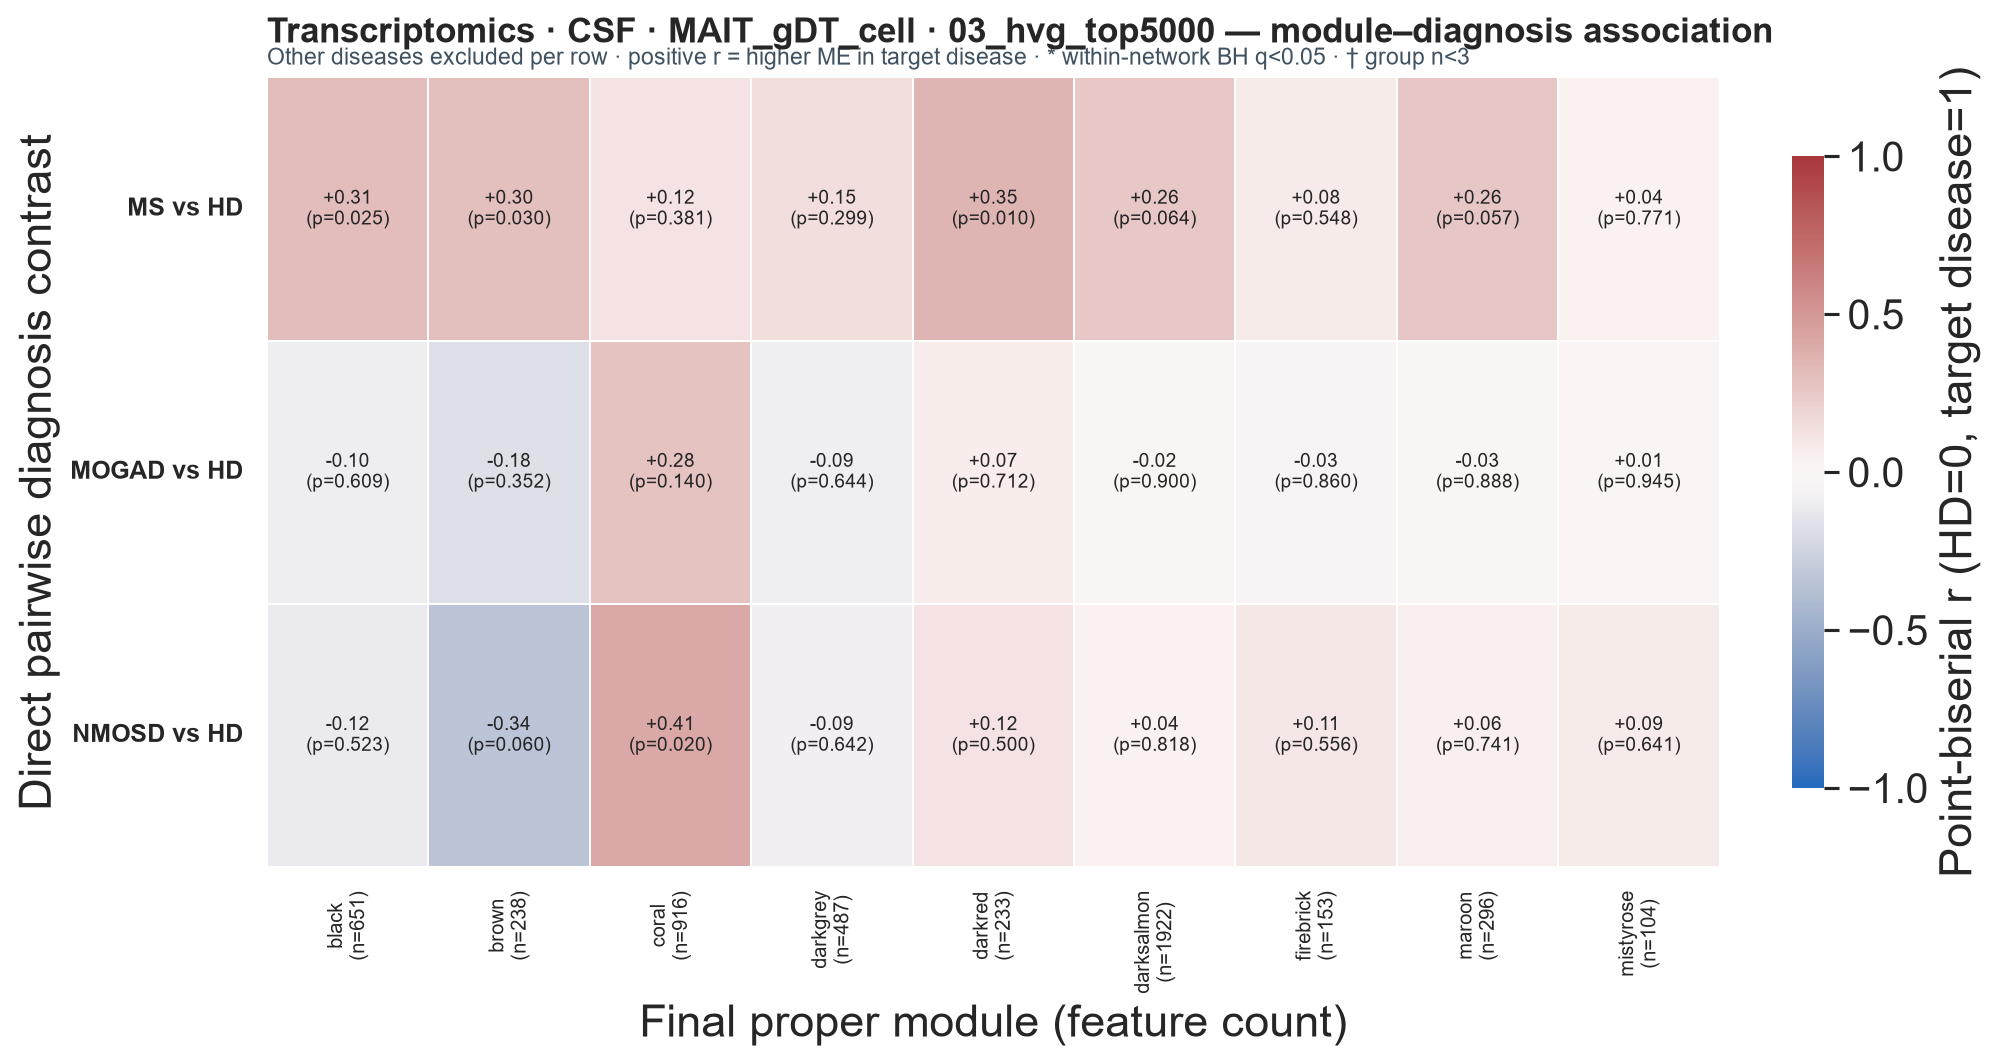 Transcriptomics · CSF · MAIT_gDT_cell · 03_hvg_top5000 — module–diagnosis association
Other diseases excluded per row · positive r = higher ME in target disease · * within-network BH q<0.05 · † group n<3
Direct pairwise diagnosis contrast
MS vs HD
+0.31 +0.30 +0.12 +0.15 +0.35 +0.26 +0.08 +0.26 +0.04
(p=0.025) (p=0.030) (p=0.381) (p=0.299) (p=0.010) (p=0.064) (p=0.548) (p=0.057) (p=0.771)
MOGAD vs HD
-0.10 -0.18 +0.28 -0.09 +0.07 -0.02 -0.03 -0.03 +0.01
(p=0.609) (p=0.352) (p=0.140) (p=0.644) (p=0.712) (p=0.900) (p=0.860) (p=0.888) (p=0.945)
NMOSD vs HD
-0.12 -0.34 +0.41 -0.09 +0.12 +0.04 +0.11 +0.06 +0.09
(p=0.523) (p=0.060) (p=0.020) (p=0.642) (p=0.500) (p=0.818) (p=0.556) (p=0.741) (p=0.641)
black
(n=651)
brown
(n=238)
coral
(n=916)
darkgrey
(n=487)
darkred
(n=233)
darksalmon
(n=1922)
firebrick
(n=153)
maroon
(n=296)
mistyrose
(n=104)
Final proper module (feature count)
1.0
0.5
0.0
−0.5
−1.0
Point-biserial r (HD=0, target disease=1)